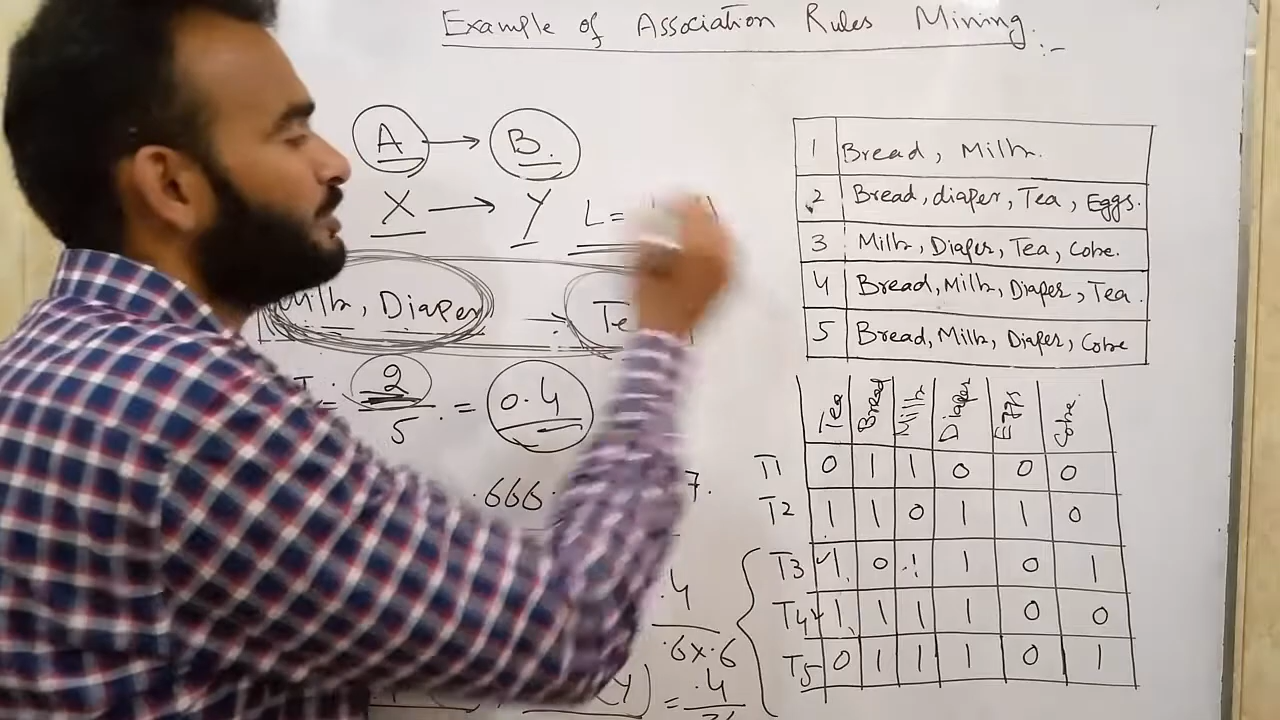 Example of Association Rules Mining :-
A → B.
X → Y L=
Milk, Diaper → Te
2/5 = 0.4
.666
7.
.4
.6x.6
Y) = .4
1 Bread, Milk.
2 Bread, diaper, Tea, Eggs.
3 Milk, Diaper, Tea, Coke.
4 Bread, Milk, Diaper, Tea.
5 Bread, Milk, Diaper, Coke
Tea Bread Milk Diaper Eggs Coke.
T1 0 1 1 0 0 0
T2 1 1 0 1 1 0
T3 1 0 1 1 0 1
T4 1 1 1 1 0 0
T5 0 1 1 1 0 1